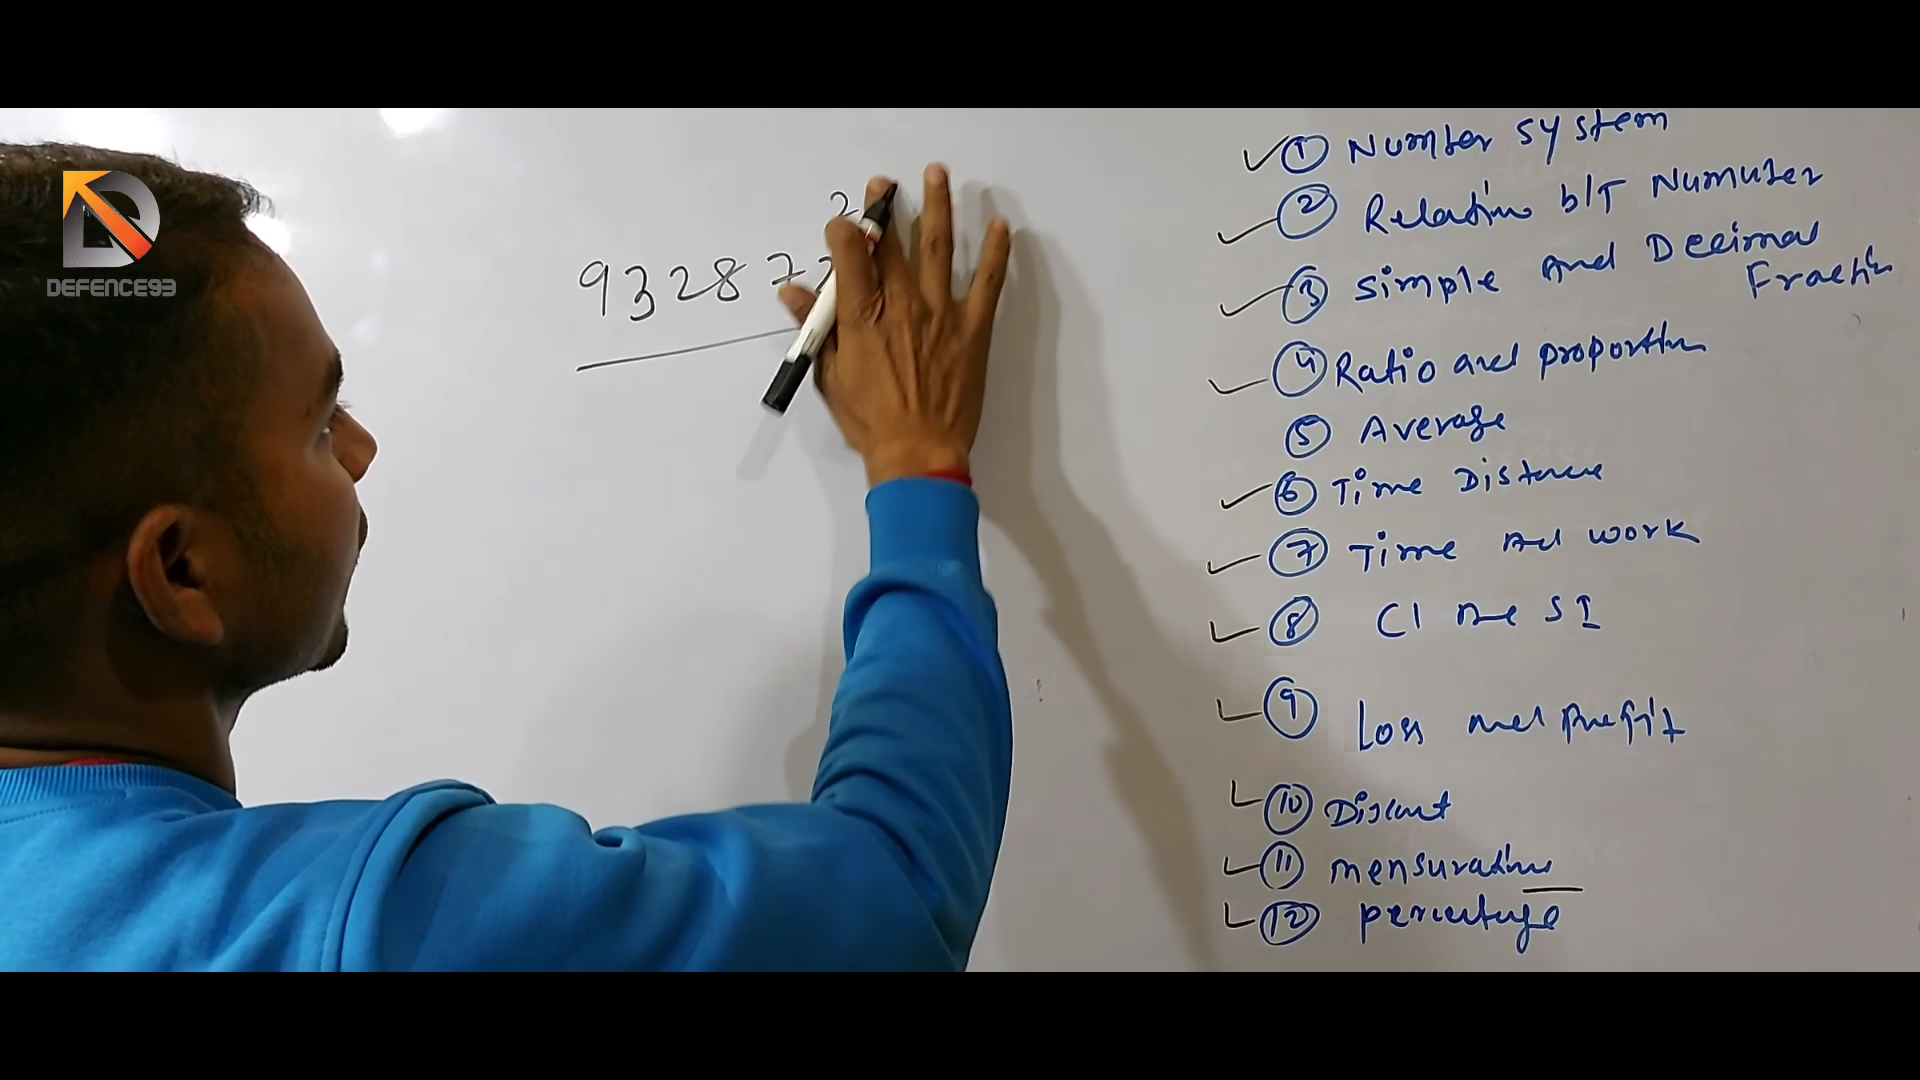 DEFENCE93
2
932872
① Number system
② Relation b/T Number
③ simple And Decimal
Fraction
④ Ratio and proportion
⑤ Average
⑥ Time Distance
⑦ Time And work
⑧ CI And SI
⑨ Loss and profit
⑩ Discount
⑪ mensuration
⑫ percentage